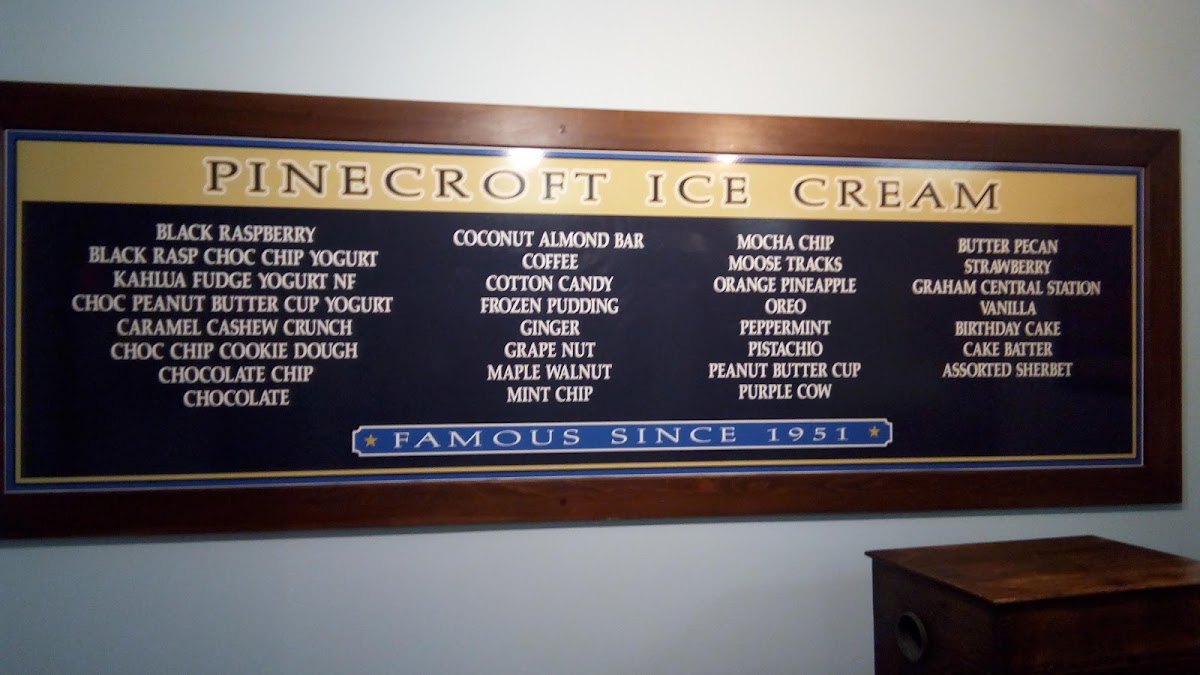 PINECROFT ICE CREAM
BLACK RASPBERRY
BLACK RASP CHOC CHIP YOGURT
KAHLUA FUDGE YOGURT NF
CHOC PEANUT BUTTER CUP YOGURT
CARAMEL CASHEW CRUNCH
CHOC CHIP COOKIE DOUGH
CHOCOLATE CHIP
CHOCOLATE
COCONUT ALMOND BAR
COFFEE
COTTON CANDY
FROZEN PUDDING
GINGER
GRAPE NUT
MAPLE WALNUT
MINT CHIP
MOCHA CHIP
MOOSE TRACKS
ORANGE PINEAPPLE
OREO
PEPPERMINT
PISTACHIO
PEANUT BUTTER CUP
PURPLE COW
BUTTER PECAN
STRAWBERRY
GRAHAM CENTRAL STATION
VANILLA
BIRTHDAY CAKE
CAKE BATTER
ASSORTED SHERBET
FAMOUS SINCE 1951